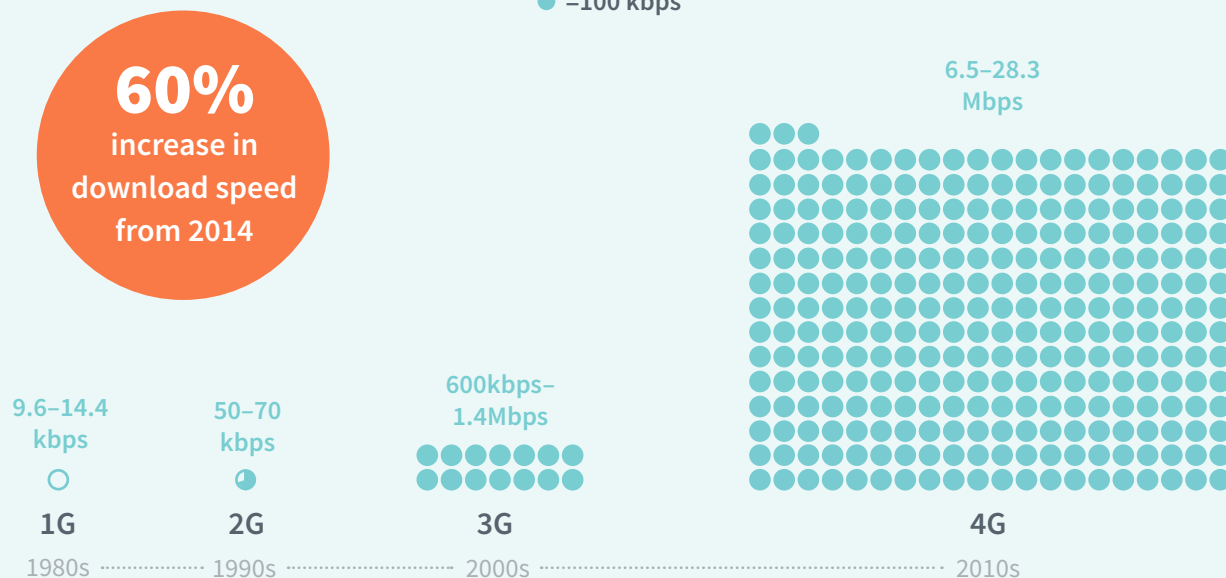 =100 kbps
60%
increase in
download speed
from 2014
6.5–28.3
Mbps
600kbps–
1.4Mbps
9.6–14.4
kbps
50–70
kbps
1G
2G
3G
4G
1980s
1990s
2000s
2010s